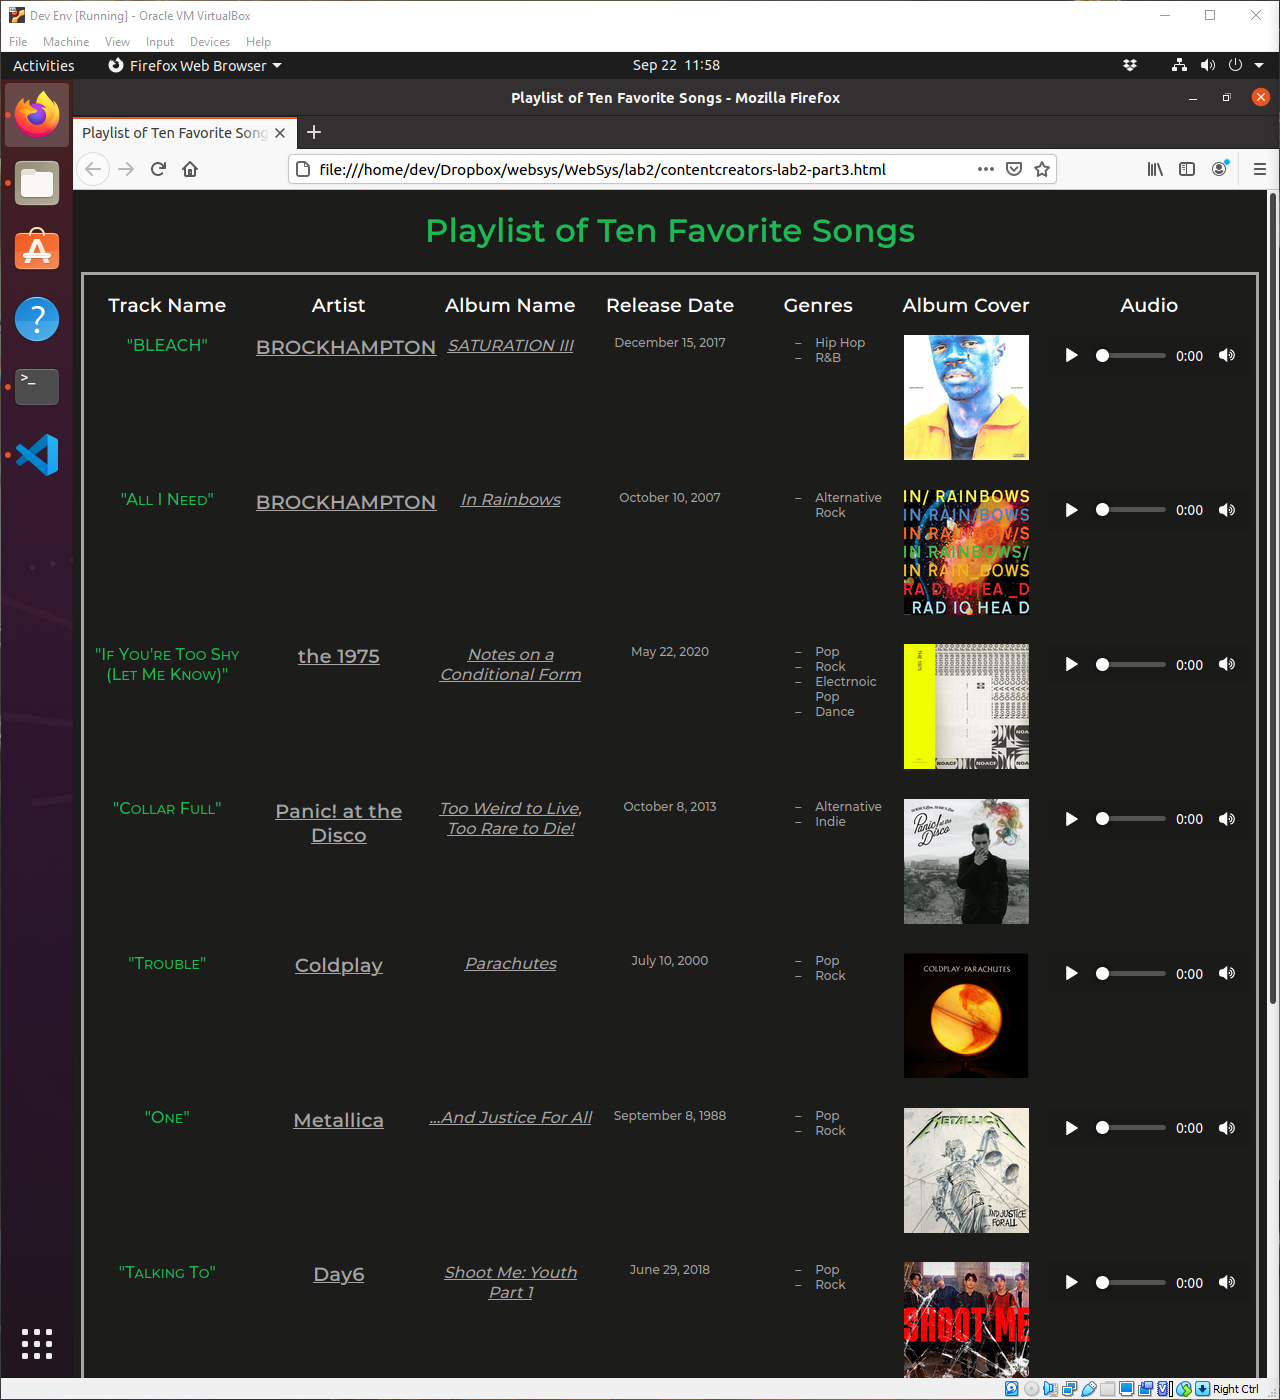 Dev Env [Running] - Oracle VM VirtualBox
File Machine View Input Devices Help
Activities Firefox Web Browser Sep 22 11:58
Playlist of Ten Favorite Songs - Mozilla Firefox
Playlist of Ten Favorite Song
file:///home/dev/Dropbox/websys/WebSys/lab2/contentcreators-lab2-part3.html
Playlist of Ten Favorite Songs
Track Name Artist Album Name Release Date Genres Album Cover Audio
"BLEACH" BROCKHAMPTON SATURATION III December 15, 2017 – Hip Hop 0:00
– R&B
"All I Need" BROCKHAMPTON In Rainbows October 10, 2007 – Alternative 0:00
Rock
IN/ RAINBOWS
IN RAIN/BOWS
IN RAINBOW/S
IN RAINBOWS/
IN RAIN_BOWS
RA D IOHEA _D
_RAD IO HEA D
"If You're Too Shy the 1975 Notes on a May 22, 2020 – Pop 0:00
(Let Me Know)" Conditional Form – Rock
– Electrnoic
Pop
– Dance
THE 1975
NOACF NOACF
"Collar Full" Panic! at the Too Weird to Live, October 8, 2013 – Alternative 0:00
Disco Too Rare to Die! – Indie
Panic! at the
Disco
"Trouble" Coldplay Parachutes July 10, 2000 – Pop 0:00
– Rock
COLDPLAY·PARACHUTES
"One" Metallica ...And Justice For All September 8, 1988 – Pop 0:00
– Rock
METALLICA
...AND JUSTICE
FOR ALL
"Talking To" Day6 Shoot Me: Youth June 29, 2018 – Pop 0:00
Part 1 – Rock
SHOOT ME
Right Ctrl